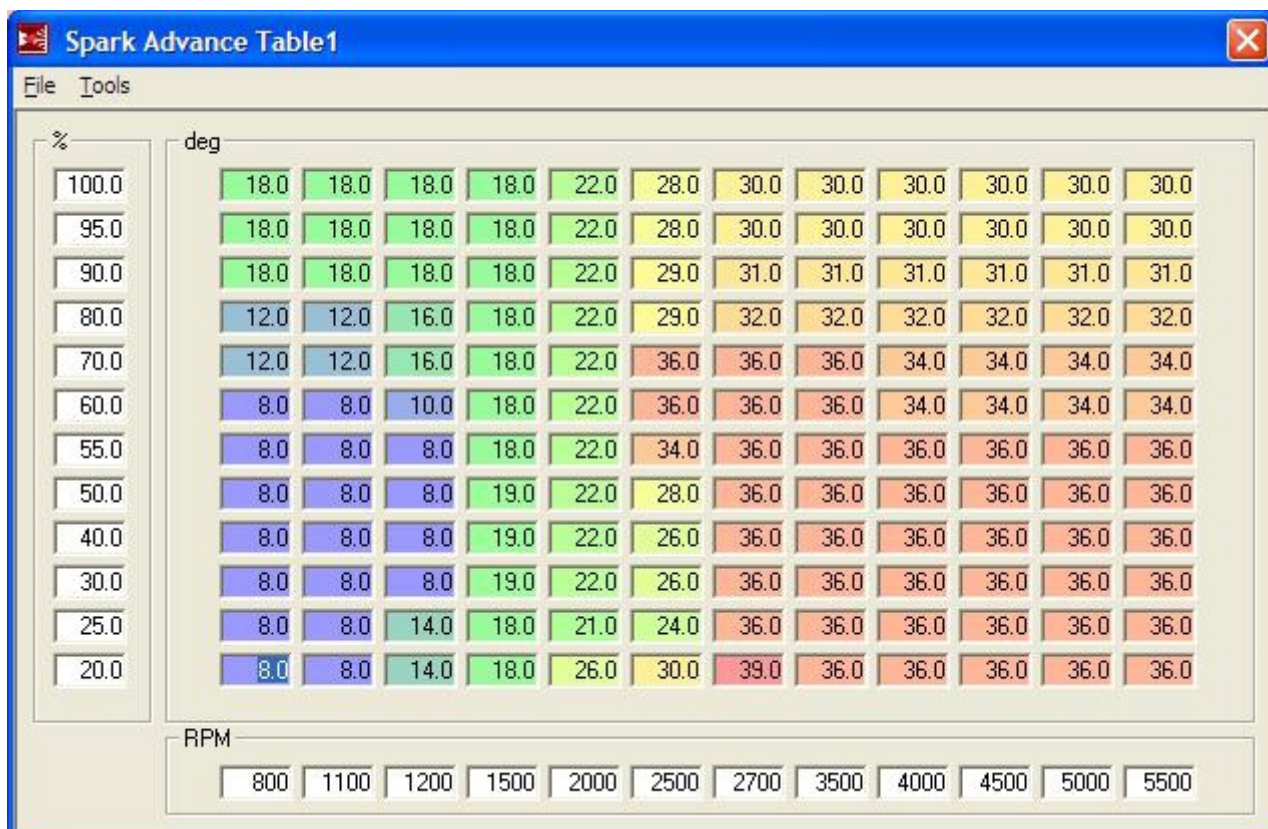 Spark Advance Table1
File Tools
% deg
100.0 18.0 18.0 18.0 18.0 22.0 28.0 30.0 30.0 30.0 30.0 30.0 30.0
95.0 18.0 18.0 18.0 18.0 22.0 28.0 30.0 30.0 30.0 30.0 30.0 30.0
90.0 18.0 18.0 18.0 18.0 22.0 29.0 31.0 31.0 31.0 31.0 31.0 31.0
80.0 12.0 12.0 16.0 18.0 22.0 29.0 32.0 32.0 32.0 32.0 32.0 32.0
70.0 12.0 12.0 16.0 18.0 22.0 36.0 36.0 36.0 34.0 34.0 34.0 34.0
60.0 8.0 8.0 10.0 18.0 22.0 36.0 36.0 36.0 34.0 34.0 34.0 34.0
55.0 8.0 8.0 8.0 18.0 22.0 34.0 36.0 36.0 36.0 36.0 36.0 36.0
50.0 8.0 8.0 8.0 19.0 22.0 28.0 36.0 36.0 36.0 36.0 36.0 36.0
40.0 8.0 8.0 8.0 19.0 22.0 26.0 36.0 36.0 36.0 36.0 36.0 36.0
30.0 8.0 8.0 8.0 19.0 22.0 26.0 36.0 36.0 36.0 36.0 36.0 36.0
25.0 8.0 8.0 14.0 18.0 21.0 24.0 36.0 36.0 36.0 36.0 36.0 36.0
20.0 8.0 8.0 14.0 18.0 26.0 30.0 39.0 36.0 36.0 36.0 36.0 36.0
RPM
800 1100 1200 1500 2000 2500 2700 3500 4000 4500 5000 5500